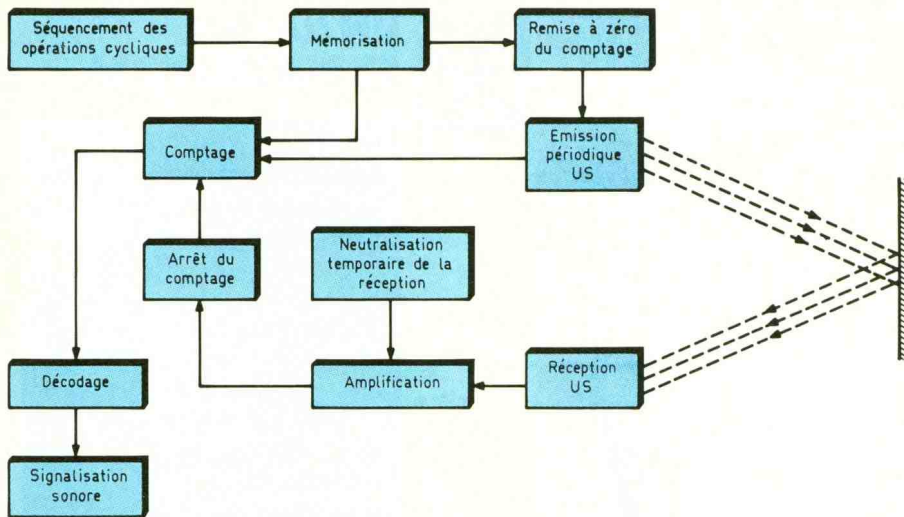 Séquencement des
opérations cycliques
Mémorisation
Remise à zéro
du comptage
Comptage
Emission
périodique
US
Arrêt du
comptage
Neutralisation
temporaire de la
réception
Décodage
Amplification
Réception
US
Signalisation
sonore